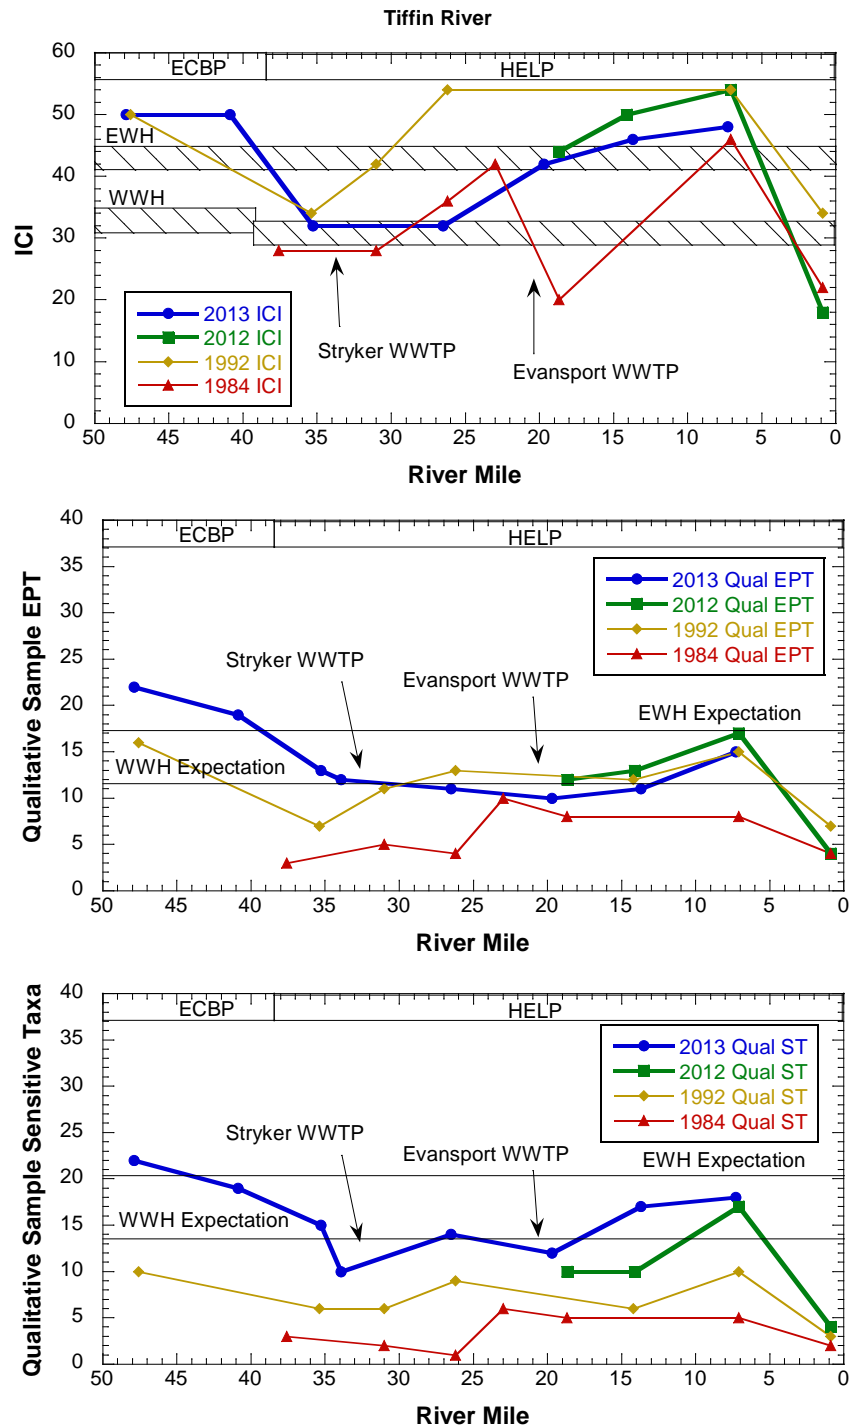 Tiffin River
60
ECBP
HELP
50
EWH
40
WWH
30
ICI
20
2013 ICI
2012 ICI
1992 ICI
1984 ICI
Stryker WWTP
Evansport WWTP
10
0
50 45 40 35 30 25 20 15 10 5 0
River Mile
40
ECBP
HELP
35
2013 Qual EPT
2012 Qual EPT
1992 Qual EPT
1984 Qual EPT
30
25
Stryker WWTP
Evansport WWTP
20
EWH Expectation
15
WWH Expectation
10
5
0
Qualitative Sample EPT
50 45 40 35 30 25 20 15 10 5 0
River Mile
40
ECBP
HELP
35
2013 Qual ST
2012 Qual ST
1992 Qual ST
1984 Qual ST
30
25
Stryker WWTP
Evansport WWTP
EWH Expectation
20
WWH Expectation
15
10
5
0
Qualitative Sample Sensitive Taxa
50 45 40 35 30 25 20 15 10 5 0
River Mile